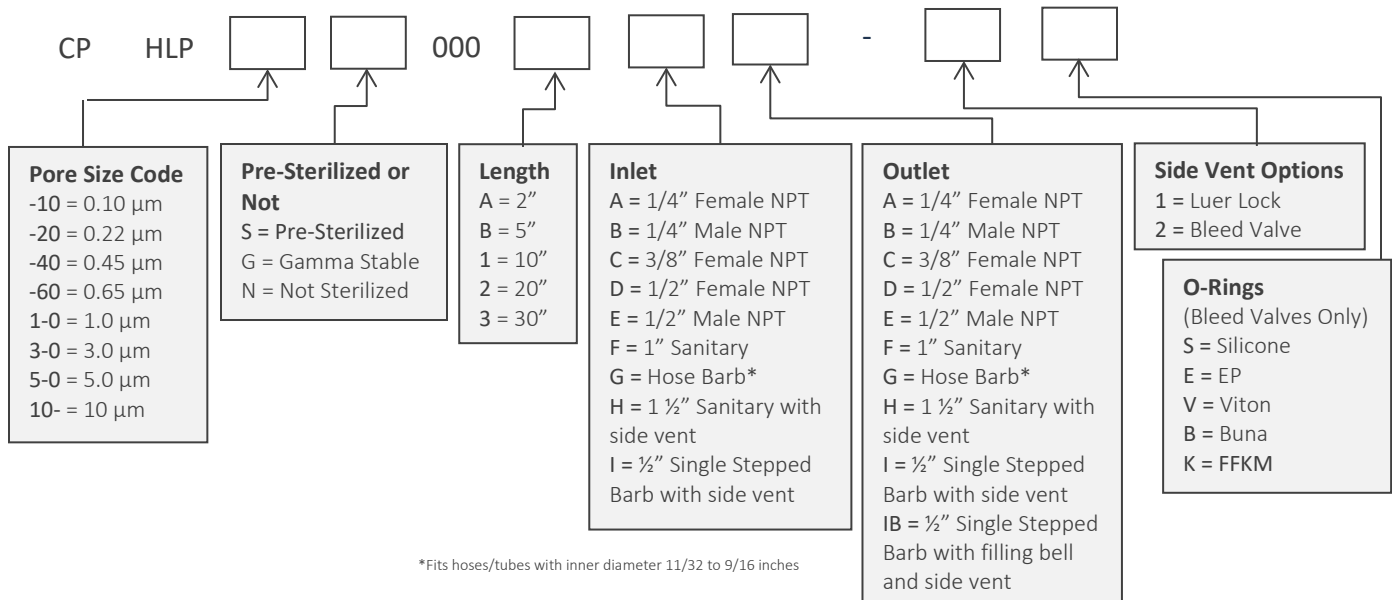 CP HLP 000 -
Pore Size Code
-10 = 0.10 µm
-20 = 0.22 µm
-40 = 0.45 µm
-60 = 0.65 µm
1-0 = 1.0 µm
3-0 = 3.0 µm
5-0 = 5.0 µm
10- = 10 µm
Pre-Sterilized or
Not
S = Pre-Sterilized
G = Gamma Stable
N = Not Sterilized
Length
A = 2”
B = 5”
1 = 10”
2 = 20”
3 = 30”
Inlet
A = 1/4” Female NPT
B = 1/4” Male NPT
C = 3/8” Female NPT
D = 1/2” Female NPT
E = 1/2” Male NPT
F = 1” Sanitary
G = Hose Barb*
H = 1 ½” Sanitary with
side vent
I = ½” Single Stepped
Barb with side vent
Outlet
A = 1/4” Female NPT
B = 1/4” Male NPT
C = 3/8” Female NPT
D = 1/2” Female NPT
E = 1/2” Male NPT
F = 1” Sanitary
G = Hose Barb*
H = 1 ½” Sanitary with
side vent
I = ½” Single Stepped
Barb with side vent
IB = ½” Single Stepped
Barb with filling bell
and side vent
Side Vent Options
1 = Luer Lock
2 = Bleed Valve
O-Rings
(Bleed Valves Only)
S = Silicone
E = EP
V = Viton
B = Buna
K = FFKM
*Fits hoses/tubes with inner diameter 11/32 to 9/16 inches